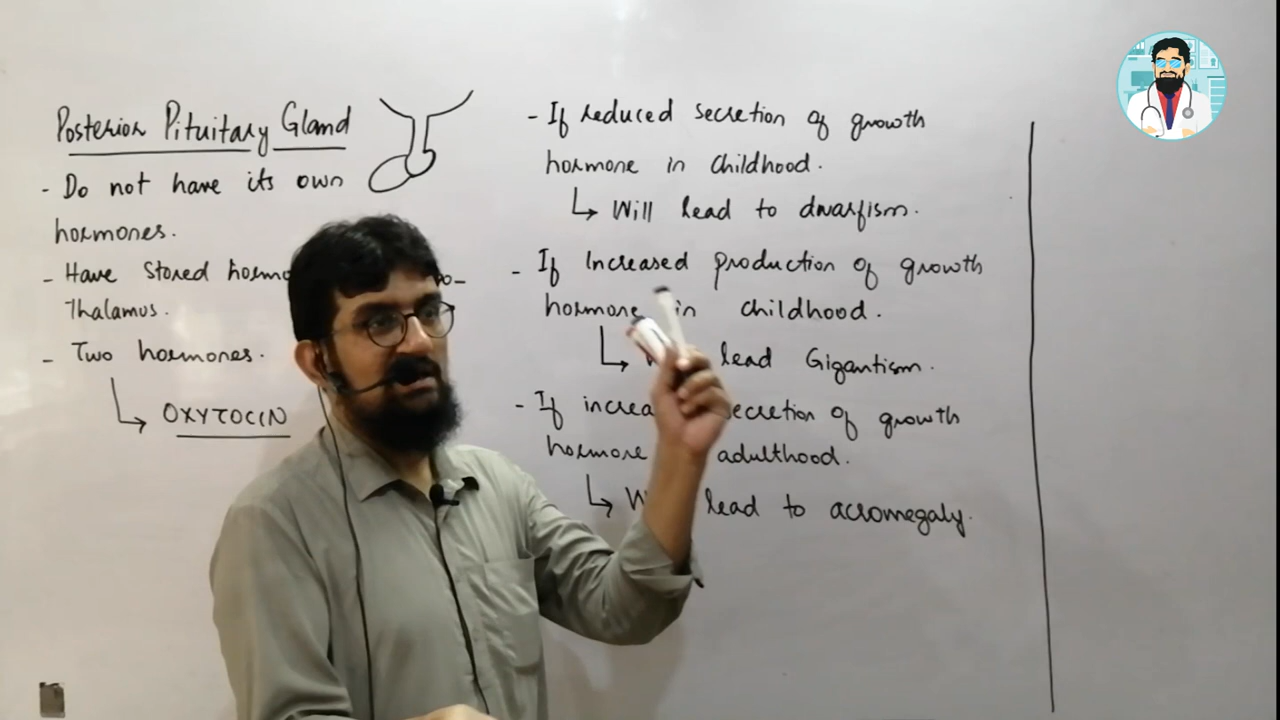 Posterior Pituitary Gland
- Do not have its own
hormones.
- Have stored
Thalamus.
- Two hormones.
↳ OXYTOCIN
- If reduced secretion of growth
hormone in childhood.
↳ Will lead to dwarfism.
- If Increased production of growth
hormone in childhood.
↳ lead Gigantism.
- If secretion of growth
hormone adulthood.
↳ lead to acromegaly.